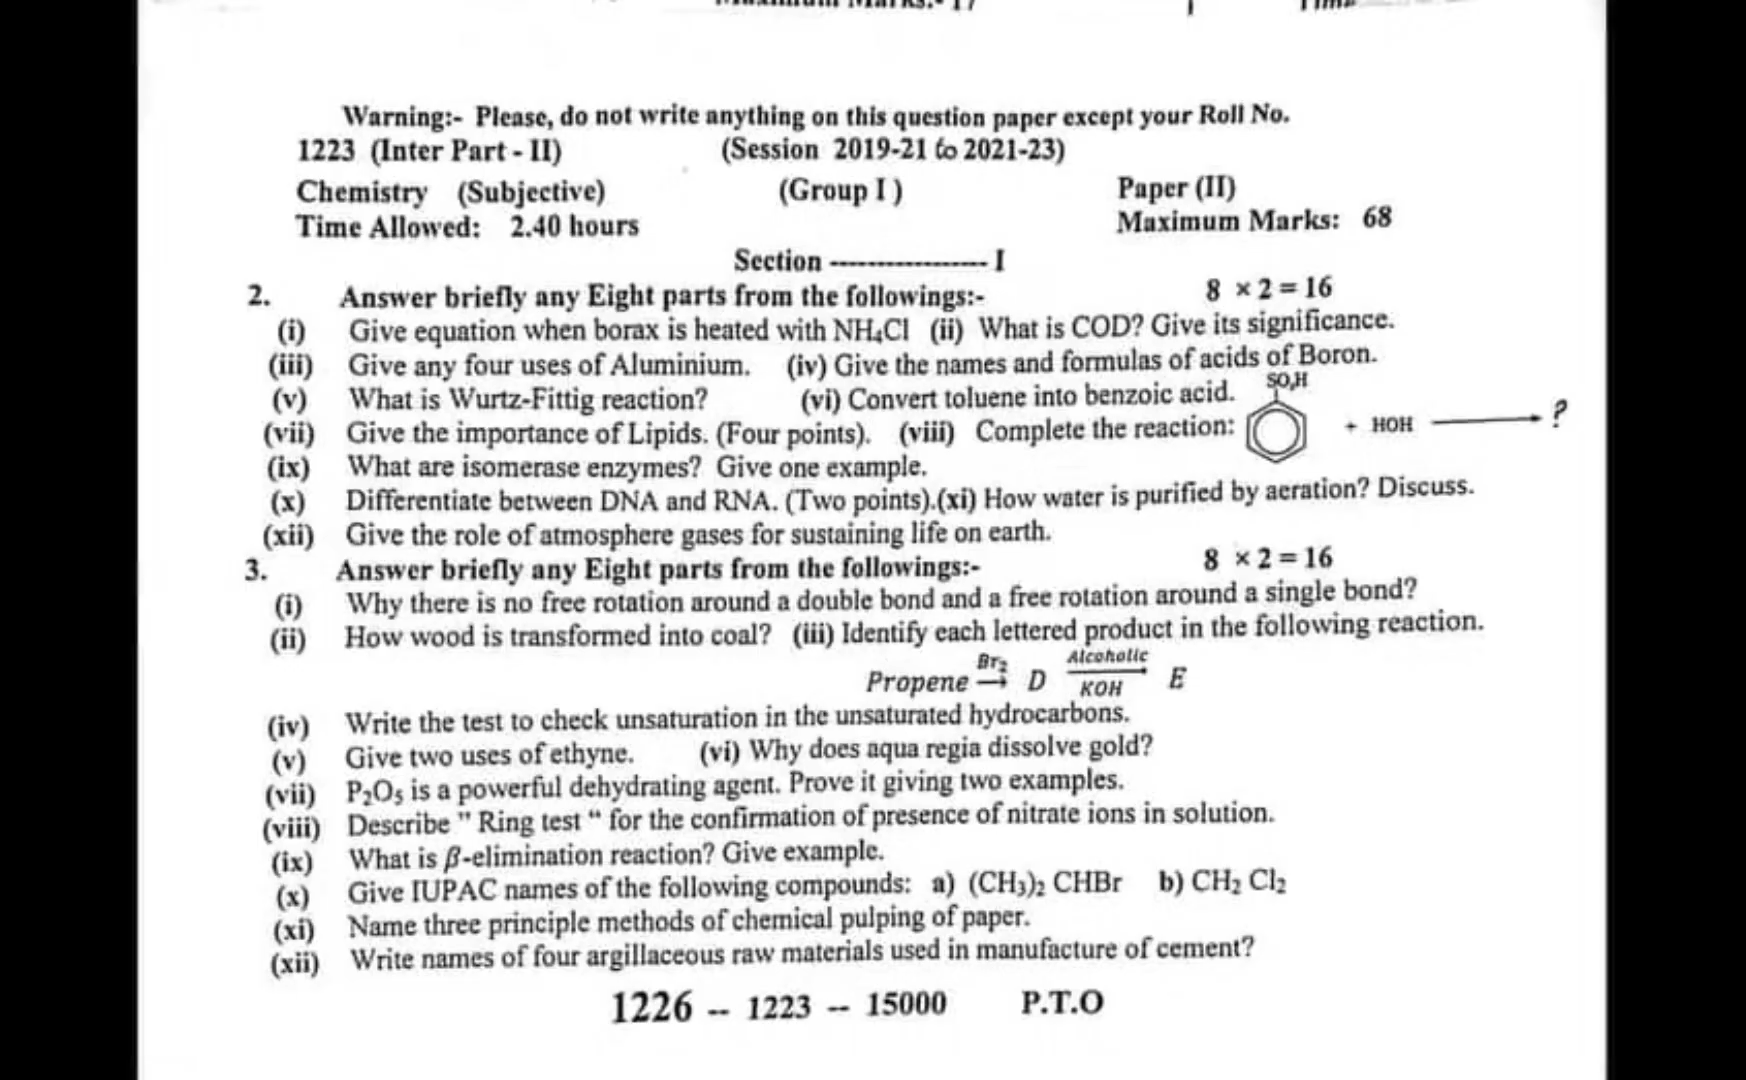 Maximum Marks:- 17
Warning:- Please, do not write anything on this question paper except your Roll No.
1223 (Inter Part - II) (Session 2019-21 to 2021-23)
Chemistry (Subjective) (Group I ) Paper (II)
Time Allowed: 2.40 hours Maximum Marks: 68
Section ------------------ I
2. Answer briefly any Eight parts from the followings:- 8 × 2 = 16
(i) Give equation when borax is heated with NH₄Cl (ii) What is COD? Give its significance.
(iii) Give any four uses of Aluminium. (iv) Give the names and formulas of acids of Boron.
(v) What is Wurtz-Fittig reaction? (vi) Convert toluene into benzoic acid.
SO₃H
(vii) Give the importance of Lipids. (Four points). (viii) Complete the reaction: + HOH ⟶ ?
(ix) What are isomerase enzymes? Give one example.
(x) Differentiate between DNA and RNA. (Two points).(xi) How water is purified by aeration? Discuss.
(xii) Give the role of atmosphere gases for sustaining life on earth.
3. Answer briefly any Eight parts from the followings:- 8 × 2 = 16
(i) Why there is no free rotation around a double bond and a free rotation around a single bond?
(ii) How wood is transformed into coal? (iii) Identify each lettered product in the following reaction.
Br₂ Alcoholic
Propene → D KOH E
(iv) Write the test to check unsaturation in the unsaturated hydrocarbons.
(v) Give two uses of ethyne. (vi) Why does aqua regia dissolve gold?
(vii) P₂O₅ is a powerful dehydrating agent. Prove it giving two examples.
(viii) Describe " Ring test “ for the confirmation of presence of nitrate ions in solution.
(ix) What is β-elimination reaction? Give example.
(x) Give IUPAC names of the following compounds: a) (CH₃)₂ CHBr b) CH₂ Cl₂
(xi) Name three principle methods of chemical pulping of paper.
(xii) Write names of four argillaceous raw materials used in manufacture of cement?
1226 -- 1223 -- 15000 P.T.O